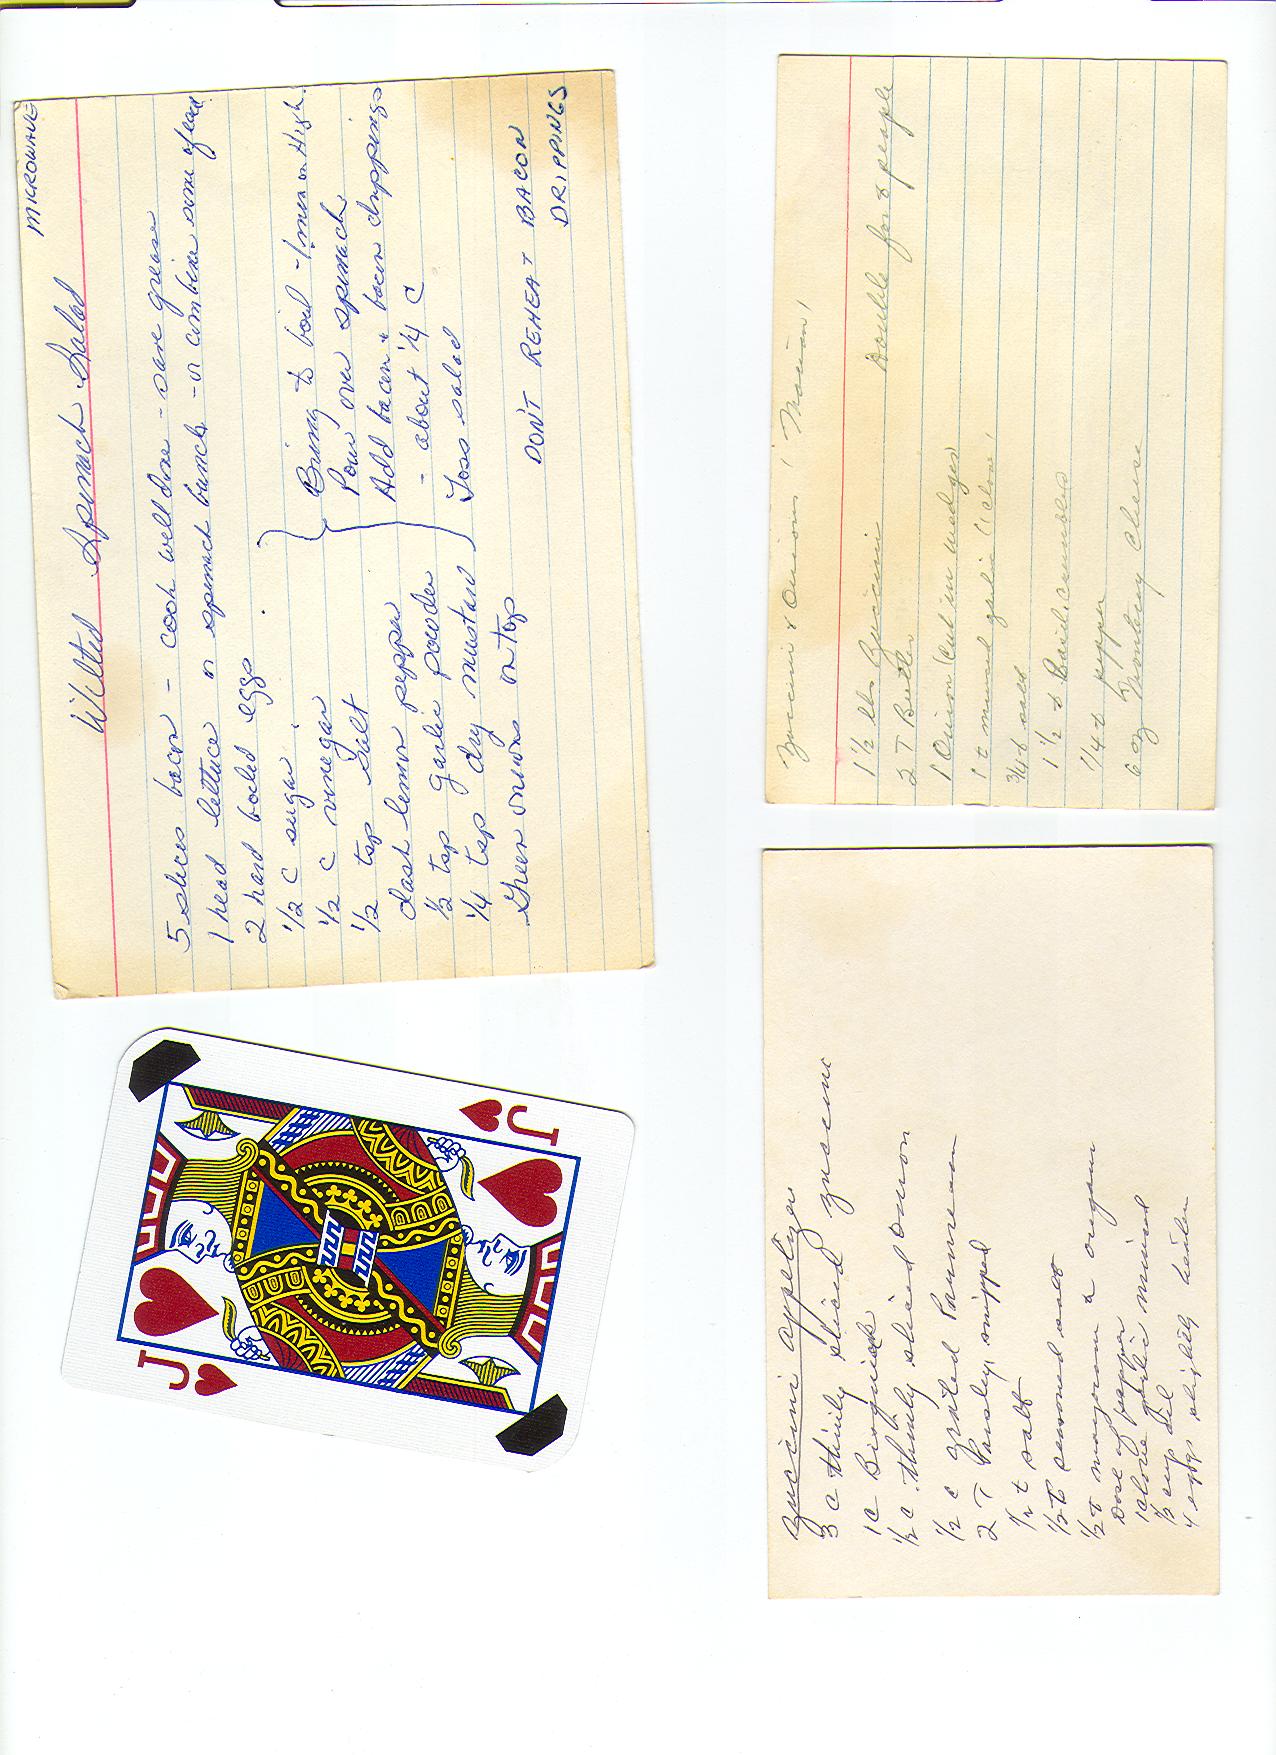 MICROWAVE
Wilted Spinach Salad
5 slices bacon - cook well done - save grease
1 head lettuce or spinach bunch - or combine some of each
2 hard boiled eggs
1/2 C sugar
1/2 C vinegar
1/2 tsp salt
dash lemon pepper
1/2 tsp garlic powder
1/4 tsp dry mustard
Green onions on top
Bring to boil - 1 min on High.
Pour over spinach
Add bacon & bacon drippings
- about 1/4 C
Toss salad
DON'T REHEAT BACON
DRIPPINGS
Zuccini & Onions
Double for 8 people
1 1/2 lbs Zuccini
2 T Butter
1 Onion (cut in wedges)
1 t minced garlic (1 clove)
3/4 t salt
1 1/2 t Basil, crumbled
1/4 t pepper
6 oz Monterey Cheese
Zuccini appetizer
3 c thinly sliced zuccini
1 c Bisquick
1/2 c thinly sliced onion
1/2 c grated Parmesan
2 T Parsley snipped
1/2 t salt
1/2 t seasoned salt
1/2 t marjoram or oregano
Dash of pepper
1 clove garlic minced
1/2 cup oil
4 eggs slightly beaten
J
J